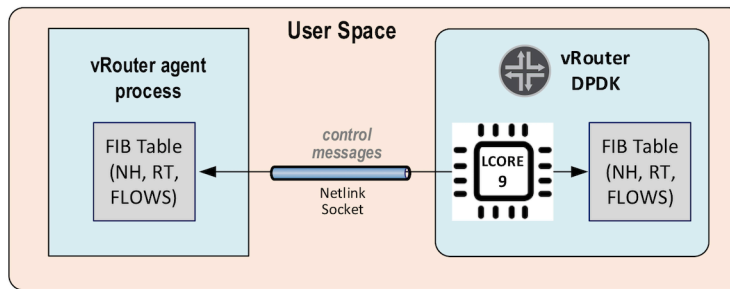 User Space
vRouter agent
process
FIB Table
(NH, RT,
FLOWS)
control
messages
Netlink
Socket
vRouter
DPDK
LCORE
9
FIB Table
(NH, RT,
FLOWS)